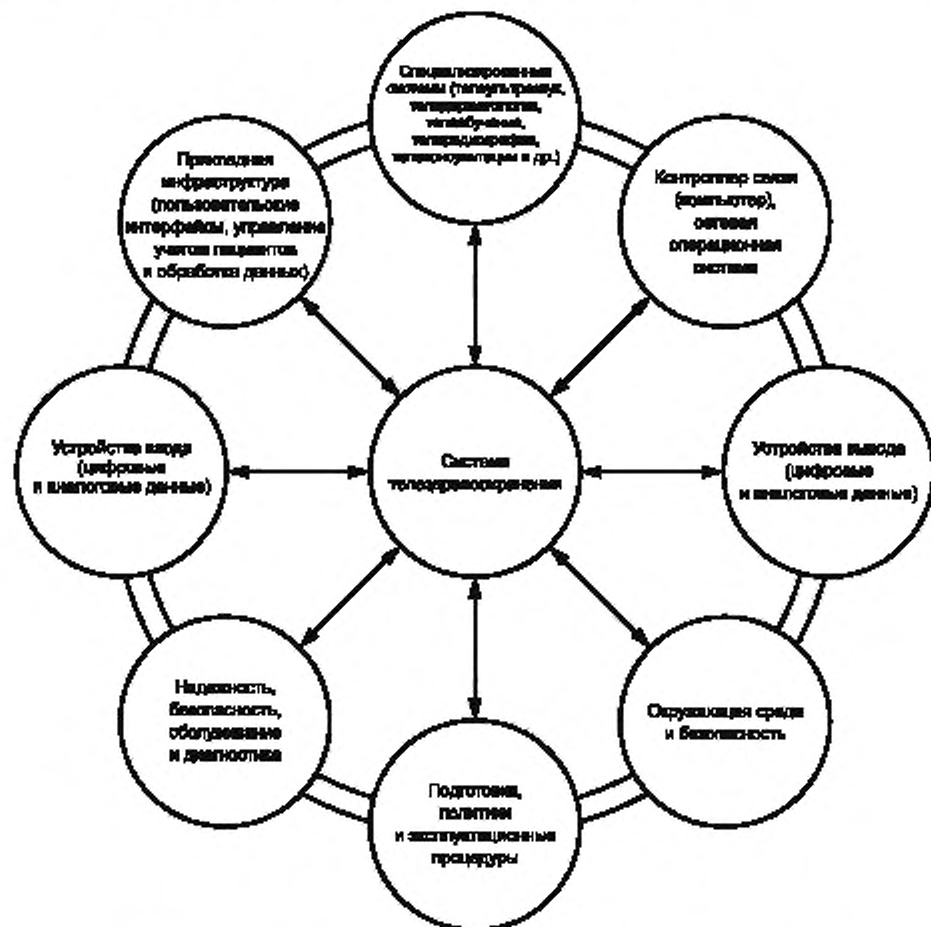 Специализированные
системы (телеультразвук,
теледерматология,
телеобучение,
телерадиография,
телеконсультации и др.)
Прикладная
инфраструктура
(пользовательские
интерфейсы, управление
учетом пациентов
и обработка данных)
Контроллер связи
(компьютер),
сетевая
операционная
система
Устройства ввода
(цифровые
и аналоговые данные)
Система
телездравоохранения
Устройства вывода
(цифровые
и аналоговые данные)
Надежность,
безопасность,
обслуживание
и диагностика
Окружающая среда
и безопасность
Подготовка,
политики
и эксплуатационные
процедуры